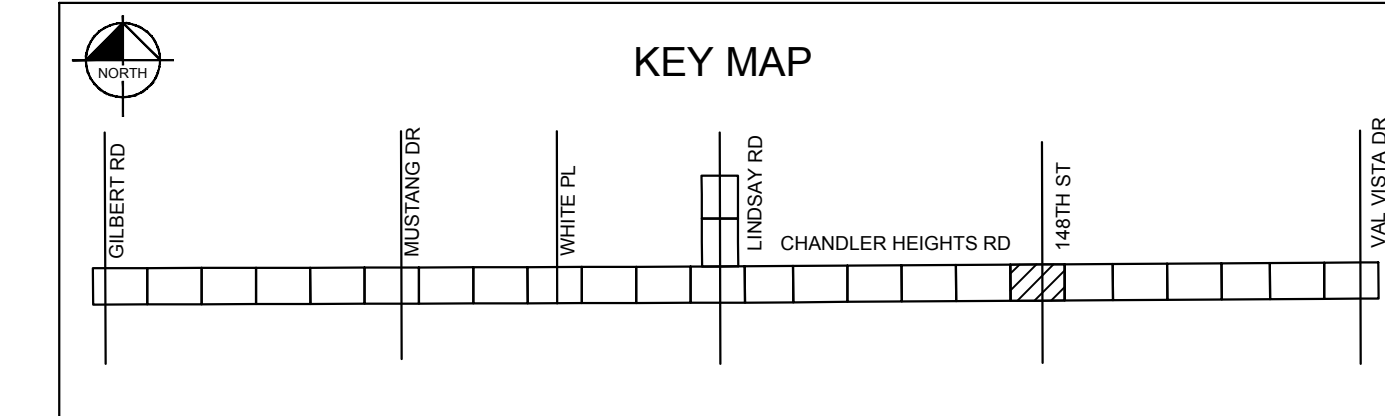 KEY MAP
NORTH
GILBERT RD
MUSTANG DR
WHITE PL
LINDSAY RD
CHANDLER HEIGHTS RD
148TH ST
VAL VISTA DR